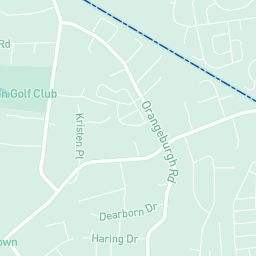 Rd
n Golf Club
Orangeburgh Rd
Kristen Pl
Dearborn Dr
Haring Dr
own